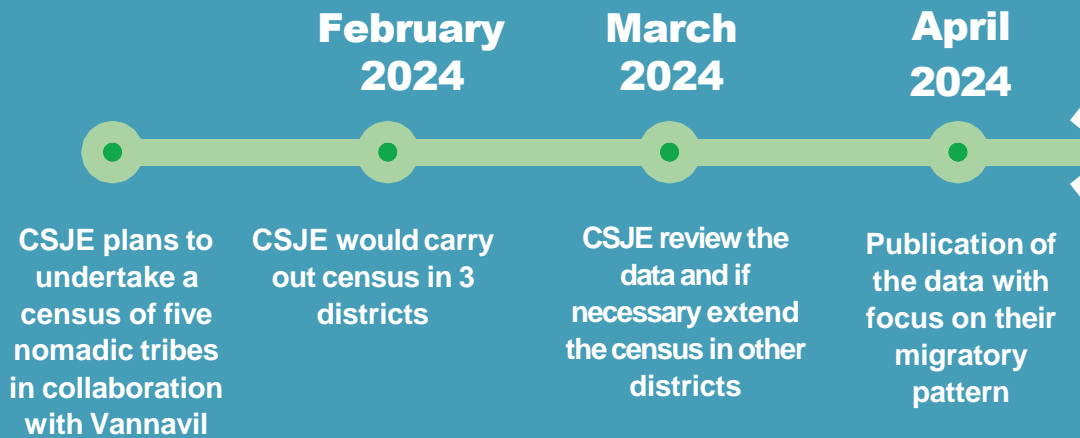 February
2024
March
2024
April
2024
CSJE plans to
undertake a
census of five
nomadic tribes
in collaboration
with Vannavil
CSJE would carry
out census in 3
districts
CSJE review the
data and if
necessary extend
the census in other
districts
Publication of
the data with
focus on their
migratory
pattern